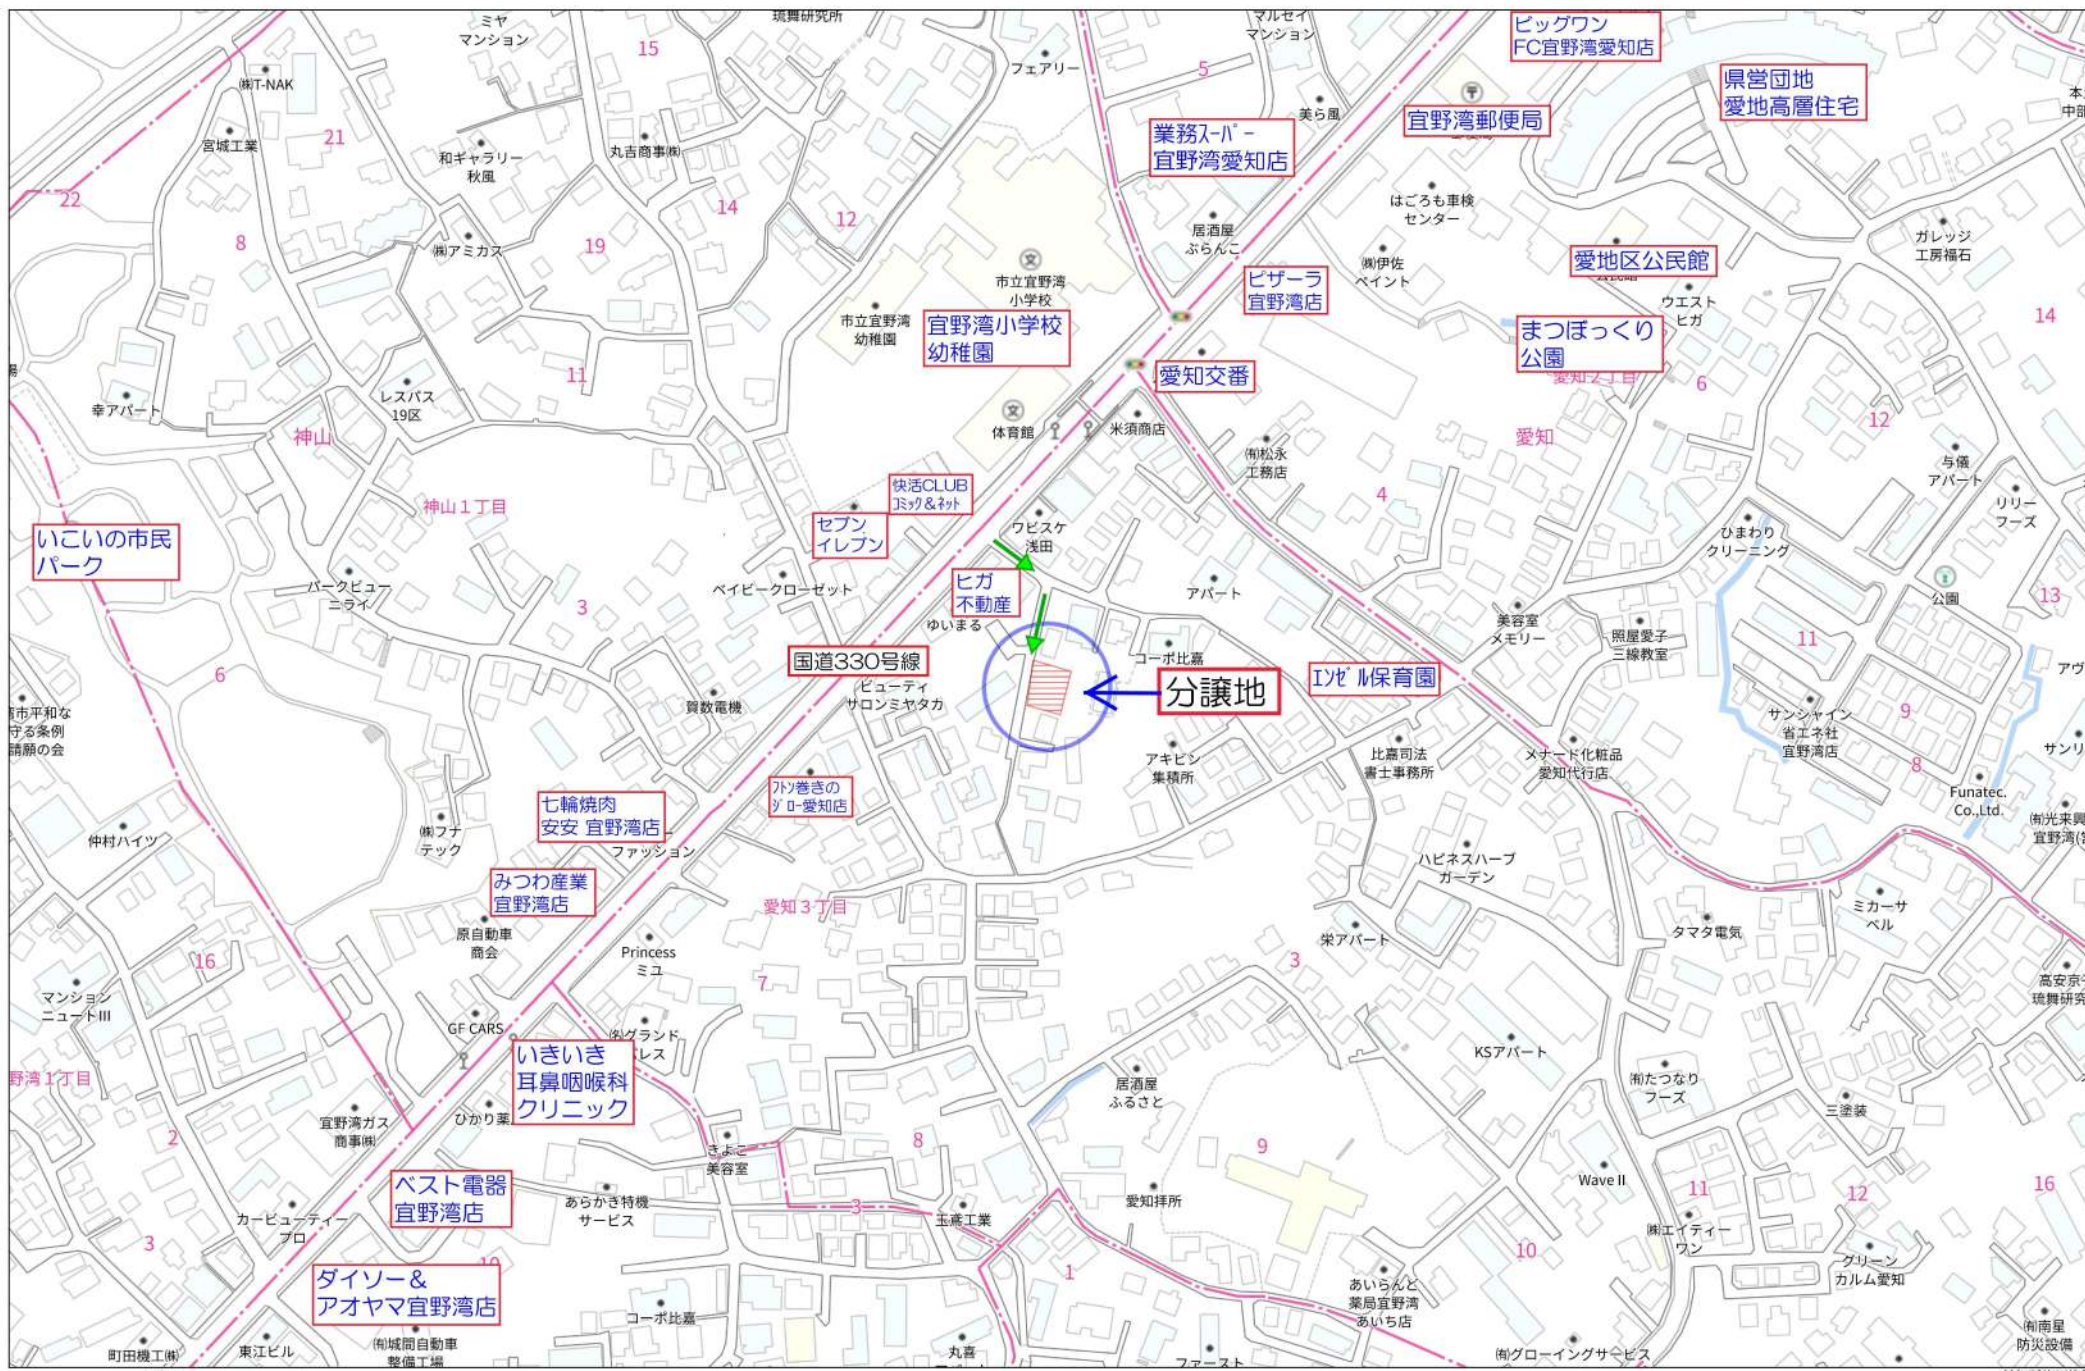 ミヤ
マンション
15
琉舞研究所
フェアリー
マルセイ
マンション
5
ビッグワン
FC宜野湾愛知店
県営団地
愛地高層住宅
㈱T-NAK
21
宮城工業
和ギャラリー
秋風
丸吉商事㈱
美ら風
業務スーパー
宜野湾愛知店
宜野湾郵便局
22
8
14
12
19
㈱アミカス
居酒屋
ぶらんこ
はごろも車検
センター
㈱伊佐
ペイント
愛地区公民館
ガレッジ
工房福石
市立宜野湾
小学校
市立宜野湾
幼稚園
宜野湾小学校
幼稚園
ピザーラ
宜野湾店
ウエスト
ヒガ
まつぼっくり
公園
14
愛知2丁目
6
11
愛知交番
幸アパート
レスパス
19区
神山
体育館
米須商店
㈲松永
工務店
愛知
12
与儀
アパート
リリー
フーズ
神山1丁目
快活CLUB
コミック&ネット
セブン
イレブン
ワビスケ
浅田
4
ひまわり
クリーニング
いこいの市民
パーク
パークビュー
ニライ
3
ベイビークローゼット
ヒガ
不動産
ゆいまる
アパート
美容室
メモリー
照屋愛子
三線教室
公園
13
11
6
国道330号線
コーポ比嘉
分譲地
エンゼル保育園
賀数電機
ビューティ
サロンミヤタカ
サンシャイン
省エネ社
宜野湾店
9
8
アキビン
集積所
比嘉司法
書士事務所
メナード化粧品
愛知代行店
Funatec.
Co.,Ltd.
フトン巻きの
ジロー愛知店
七輪焼肉
安安 宜野湾店
ファッション
仲村ハイツ
㈱フナ
テック
ハピネスハーブ
ガーデン
みつわ産業
宜野湾店
原自動車
商会
愛知3丁目
ミカーサ
ベル
タマタ電気
栄アパート
Princess
ミユ
3
7
16
マンション
ニュートIII
GF CARS
いきいき
耳鼻咽喉科
クリニック
KSアパート
居酒屋
ふるさと
㈲たつなり
フーズ
三塗装
宜野湾ガス
商事㈱
2
きよこ
美容室
8
9
ベスト電器
宜野湾店
あらかき特機
サービス
3
愛知拝所
Wave II
11
12
16
カービューティー
プロ
3
㈱エイティー
ワン
グリーン
カルム愛知
10
ダイソー&
アオヤマ宜野湾店
コーポ比嘉
1
あいらんど
薬局宜野湾
あいち店
㈲南星
防災設備
町田機工㈱
東江ビル
㈲城間自動車
整備工場
丸喜
ファースト
㈲グローイングサービス